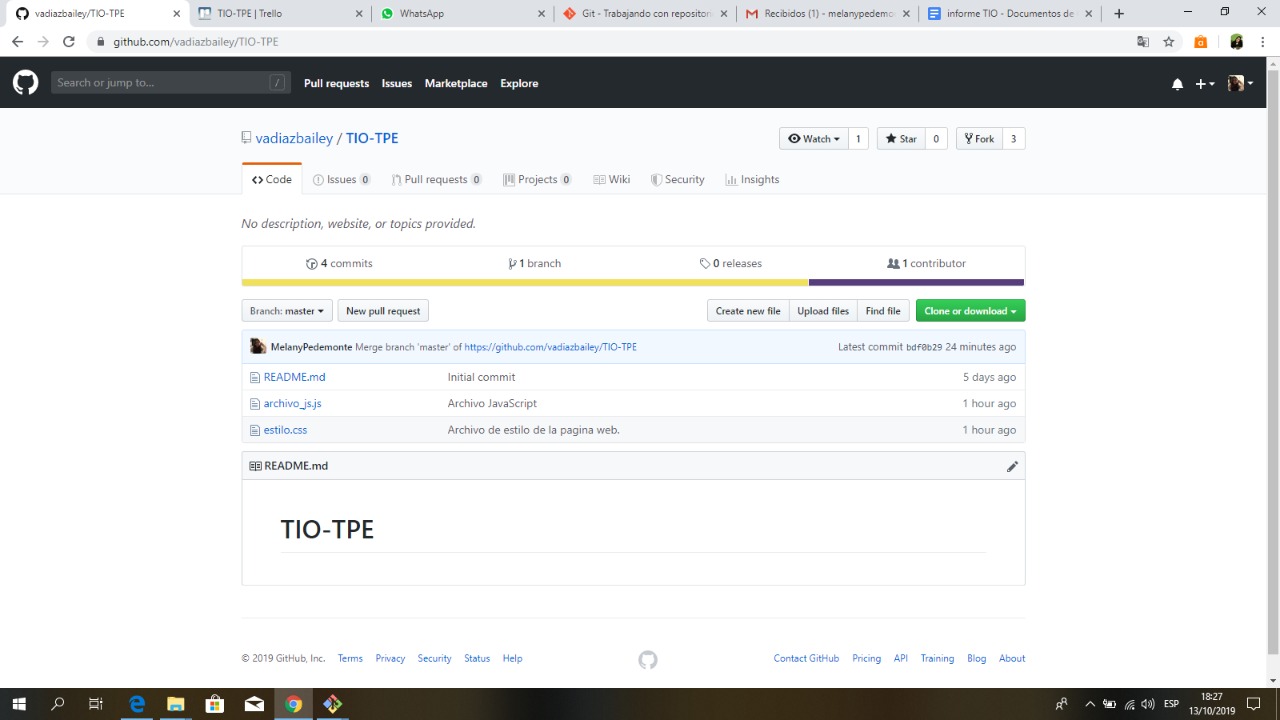 vadiazbailey/TIO-TPE
TIO-TPE | Trello
WhatsApp
Git - Trabajando con repositori
Recibidos (1) - melanypedemo
informe TIO - Documentos de
github.com/vadiazbailey/TIO-TPE
Search or jump to...
/
Pull requests
Issues
Marketplace
Explore
vadiazbailey / TIO-TPE
Watch
1
Star
0
Fork
3
Code
Issues 0
Pull requests 0
Projects 0
Wiki
Security
Insights
No description, website, or topics provided.
4 commits
1 branch
0 releases
1 contributor
Branch: master
New pull request
Create new file
Upload files
Find file
Clone or download
MelanyPedemonte Merge branch 'master' of https://github.com/vadiazbailey/TIO-TPE
Latest commit bdf0b29 24 minutes ago
README.md
Initial commit
5 days ago
archivo_js.js
Archivo JavaScript
1 hour ago
estilo.css
Archivo de estilo de la pagina web.
1 hour ago
README.md
TIO-TPE
© 2019 GitHub, Inc.
Terms
Privacy
Security
Status
Help
Contact GitHub
Pricing
API
Training
Blog
About
ESP
18:27
13/10/2019